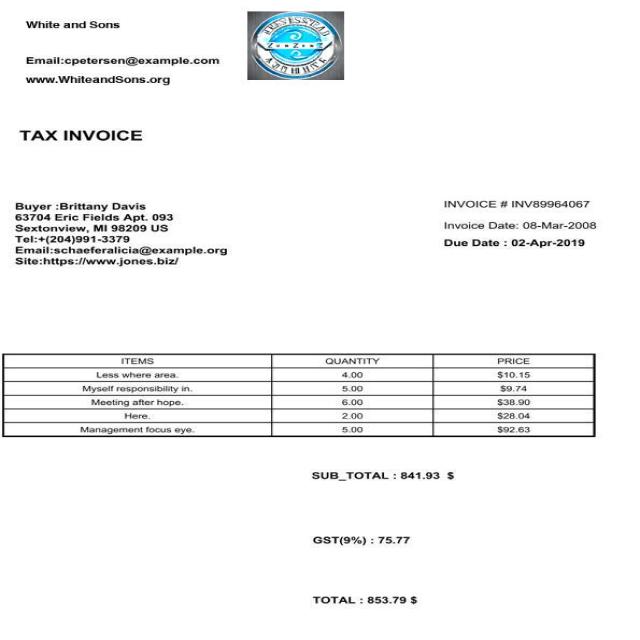 White and Sons
Email:cpetersen@example.com
www.WhiteandSons.org
TAX INVOICE
Buyer :Brittany Davis
63704 Eric Fields Apt. 093
Sextonview, MI 98209 US
Tel:+(204)991-3379
Email:schaeferalicia@example.org
Site:https://www.jones.biz/
INVOICE # INV89964067
Invoice Date: 08-Mar-2008
Due Date : 02-Apr-2019
ITEMS QUANTITY PRICE
Less where area. 4.00 $10.15
Myself responsibility in. 5.00 $9.74
Meeting after hope. 6.00 $38.90
Here. 2.00 $28.04
Management focus eye. 5.00 $92.63
SUB_TOTAL : 841.93 $
GST(9%) : 75.77
TOTAL : 853.79 $